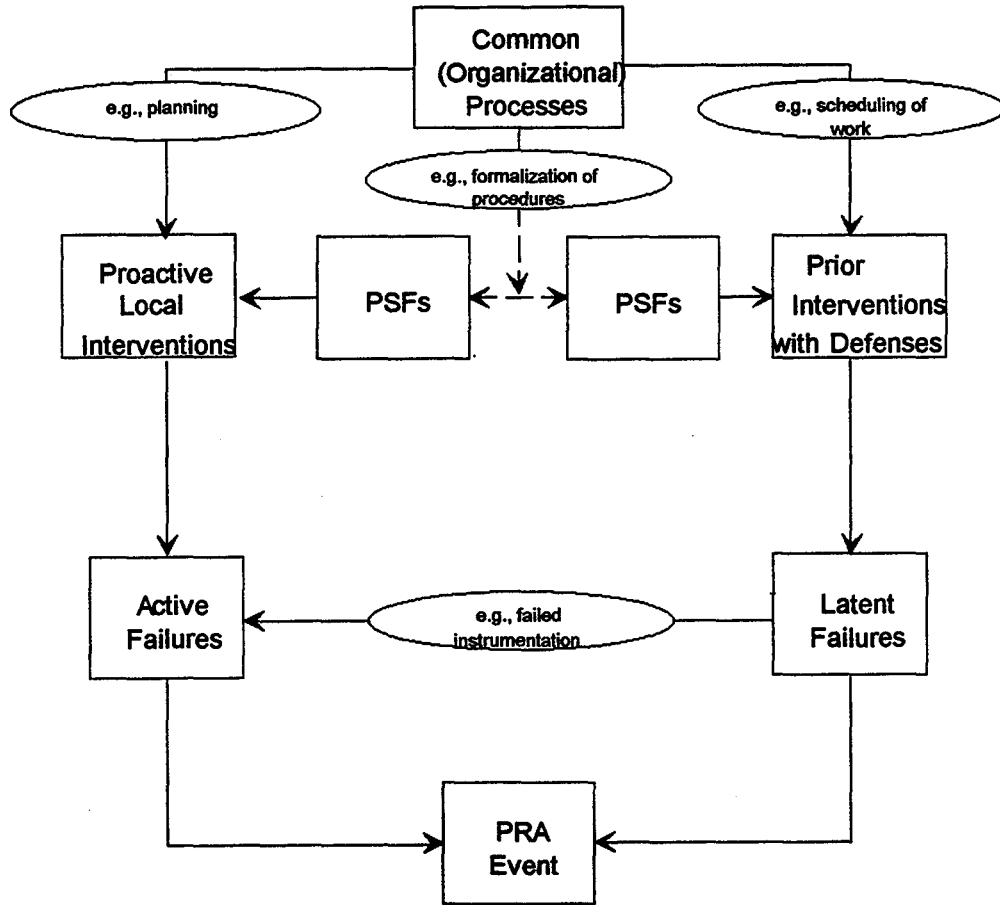 Common
(Organizational)
Processes
e.g., planning
e.g., scheduling of
work
e.g., formalization of
procedures
Proactive
Local
Interventions
PSFs
PSFs
Prior
Interventions
with Defenses
Active
Failures
e.g., failed
instrumentation
Latent
Failures
PRA
Event